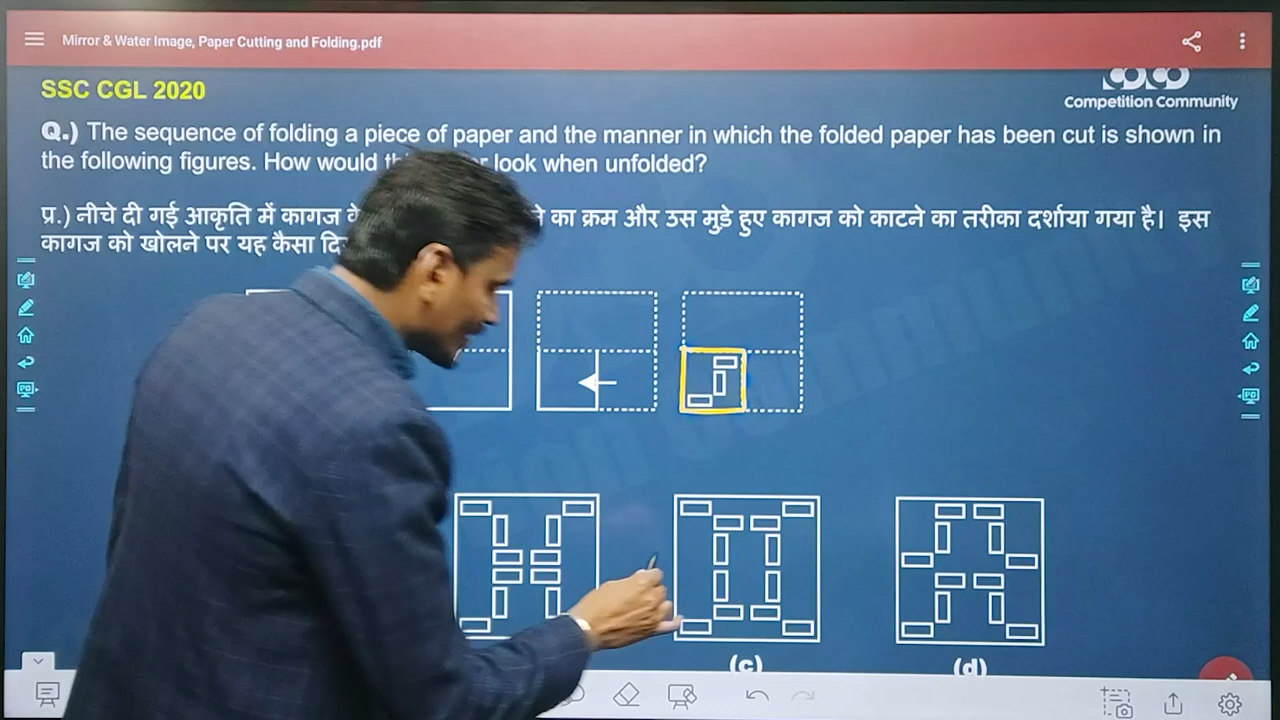 Mirror & Water Image, Paper Cutting and Folding.pdf
SSC CGL 2020
Competition Community
Q.) The sequence of folding a piece of paper and the manner in which the folded paper has been cut is shown in
the following figures. How would look when unfolded?
प्र.) नीचे दी गई आकृति में कागज के का क्रम और उस मुड़े हुए कागज को काटने का तरीका दर्शाया गया है। इस
कागज को खोलने पर यह कैसा
(c) (d)